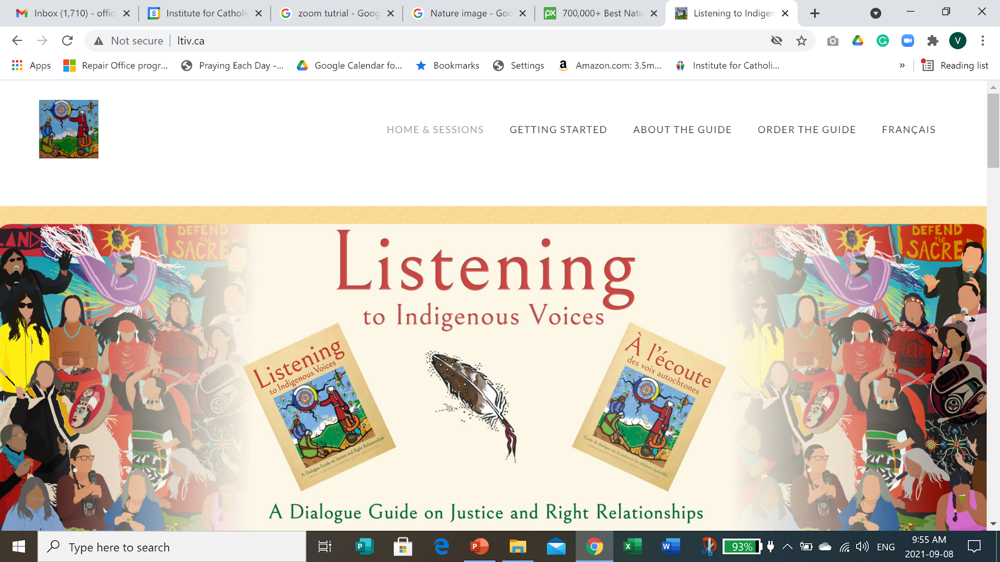 Inbox (1,710) - offic
Institute for Catholic
zoom tutrial - Goog
Nature image - Goo
700,000+ Best Natu
Listening to Indigen
Not secure
ltiv.ca
Apps
Repair Office progr...
Praying Each Day -...
Google Calendar fo...
Bookmarks
Settings
Amazon.com: 3.5m...
Institute for Catholi...
»
Reading list
HOME & SESSIONS
GETTING STARTED
ABOUT THE GUIDE
ORDER THE GUIDE
FRANÇAIS
LAND
DEFEND
the
SACRE
LAND
DEFEND
the
SACRE
Listening
to Indigenous Voices
Listening
to Indigenous Voices
A Dialogue Guide on Justice and Right Relationships
JESUIT FORUM FOR SOCIAL FAITH AND JUSTICE
À l'écoute
des voix autochtones
Guide de dialogue sur la justice et les relations équitables
FORUM JÉSUITE POUR LA FOI SOCIALE ET LA JUSTICE
A Dialogue Guide on Justice and Right Relationships
Type here to search
93%
ENG
9:55 AM
2021-09-08